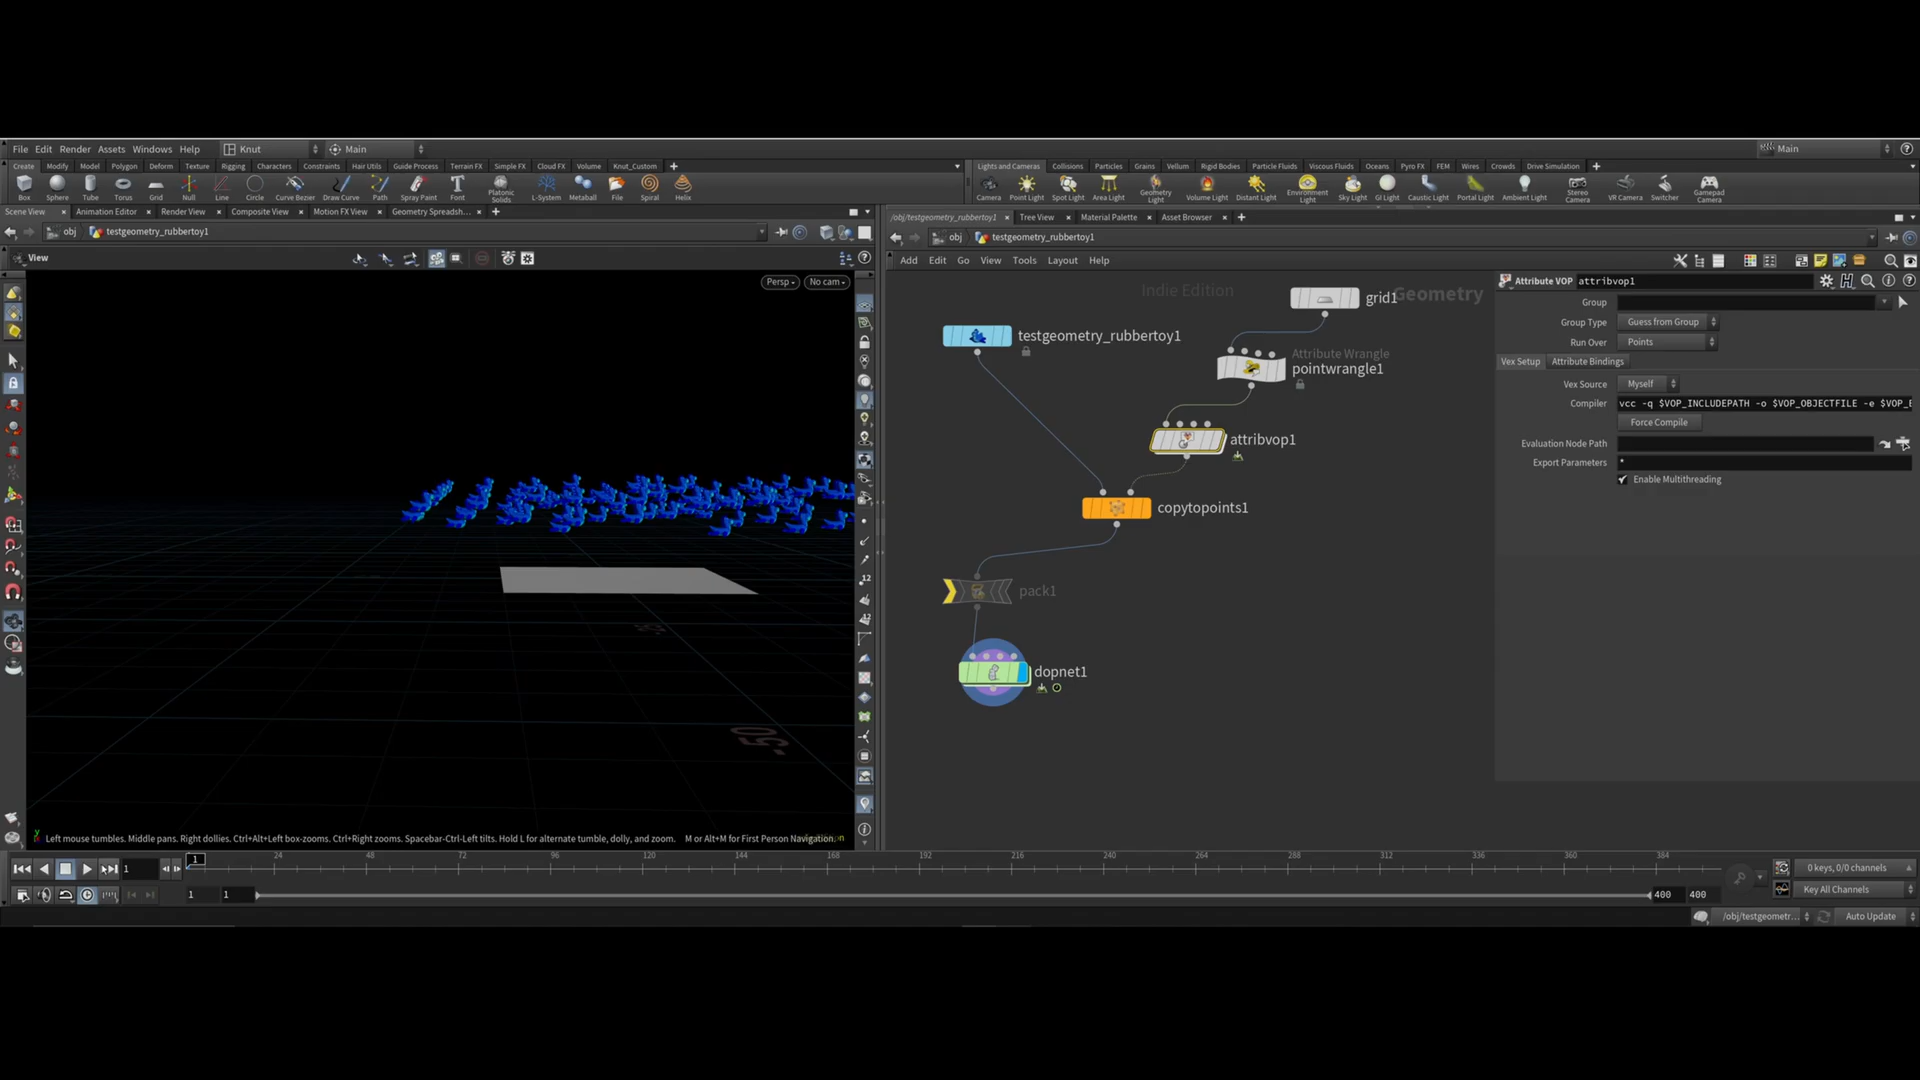 File Edit Render Assets Windows Help Knut Main Main
Create Modify Model Polygon Deform Texture Rigging Characters Constraints Hair Utils Guide Process Terrain FX Simple FX Cloud FX Volume Knut_Custom
Lights and Cameras Collisions Particles Grains Vellum Rigid Bodies Particle Fluids Viscous Fluids Oceans Pyro FX FEM Wires Crowds Drive Simulation
Box Sphere Tube Torus Grid Null Line Circle Curve Bezier Draw Curve Path Spray Paint Font Platonic Solids L-System Metaball File Spiral Helix
Camera Point Light Spot Light Area Light Geometry Light Volume Light Distant Light Environment Light Sky Light GI Light Caustic Light Portal Light Ambient Light Stereo Camera VR Camera Switcher Gamepad Camera
Scene View Animation Editor Render View Composite View Motion FX View Geometry Spreadsh...
/obj/testgeometry_rubbertoy1 Tree View Material Palette Asset Browser
obj testgeometry_rubbertoy1
obj testgeometry_rubbertoy1
View
Add Edit Go View Tools Layout Help
Persp No cam
Indie Edition
Geometry
grid1
testgeometry_rubbertoy1
Attribute Wrangle
pointwrangle1
attribvop1
copytopoints1
pack1
dopnet1
Attribute VOP attribvop1
Group
Group Type Guess from Group
Run Over Points
Vex Setup Attribute Bindings
Vex Source Myself
Compiler vcc -q $VOP_INCLUDEPATH -o $VOP_OBJECTFILE -e $VOP_E
Force Compile
Evaluation Node Path
Export Parameters *
Enable Multithreading
12
-50
Left mouse tumbles. Middle pans. Right dollies. Ctrl+Alt+Left box-zooms. Ctrl+Right zooms. Spacebar-Ctrl-Left tilts. Hold L for alternate tumble, dolly, and zoom. M or Alt+M for First Person Navigation.
1 1 24 48 72 96 120 144 168 192 216 240 264 288 312 336 360 384 0 keys, 0/0 channels
1 1 400 400 Key All Channels
/obj/testgeometr... Auto Update